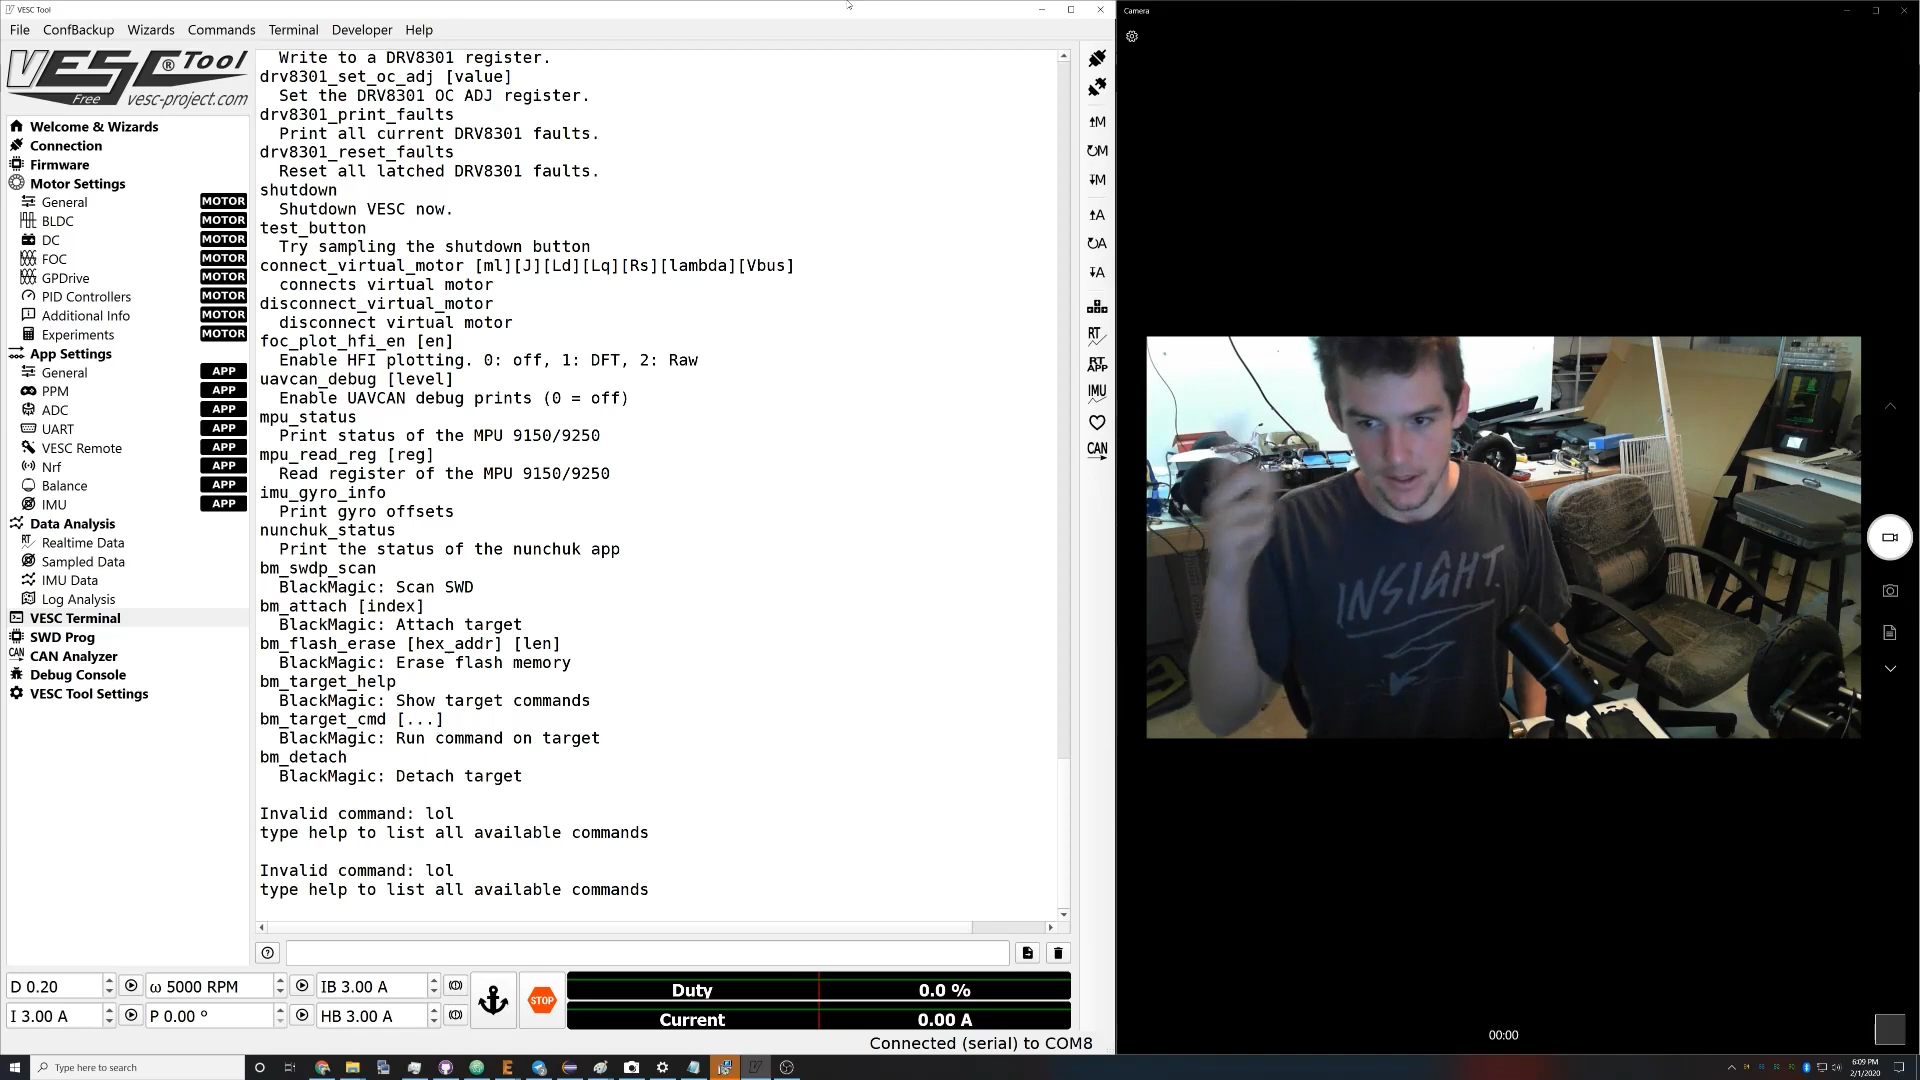 VESC Tool
Camera
File ConfBackup Wizards Commands Terminal Developer Help
VESC® Tool
Free vesc-project.com
Welcome & Wizards
Connection
Firmware
Motor Settings
General MOTOR
BLDC MOTOR
DC MOTOR
FOC MOTOR
GPDrive MOTOR
PID Controllers MOTOR
Additional Info MOTOR
Experiments MOTOR
App Settings
General APP
PPM APP
ADC APP
UART APP
VESC Remote APP
Nrf APP
Balance APP
IMU APP
Data Analysis
RT Realtime Data
Sampled Data
IMU Data
Log Analysis
VESC Terminal
SWD Prog
CAN CAN Analyzer
Debug Console
VESC Tool Settings
Write to a DRV8301 register.
drv8301_set_oc_adj [value]
Set the DRV8301 OC ADJ register.
drv8301_print_faults
Print all current DRV8301 faults.
drv8301_reset_faults
Reset all latched DRV8301 faults.
shutdown
Shutdown VESC now.
test_button
Try sampling the shutdown button
connect_virtual_motor [ml][J][Ld][Lq][Rs][lambda][Vbus]
connects virtual motor
disconnect_virtual_motor
disconnect virtual motor
foc_plot_hfi_en [en]
Enable HFI plotting. 0: off, 1: DFT, 2: Raw
uavcan_debug [level]
Enable UAVCAN debug prints (0 = off)
mpu_status
Print status of the MPU 9150/9250
mpu_read_reg [reg]
Read register of the MPU 9150/9250
imu_gyro_info
Print gyro offsets
nunchuk_status
Print the status of the nunchuk app
bm_swdp_scan
BlackMagic: Scan SWD
bm_attach [index]
BlackMagic: Attach target
bm_flash_erase [hex_addr] [len]
BlackMagic: Erase flash memory
bm_target_help
BlackMagic: Show target commands
bm_target_cmd [...]
BlackMagic: Run command on target
bm_detach
BlackMagic: Detach target
Invalid command: lol
type help to list all available commands
Invalid command: lol
type help to list all available commands
M
M
M
A
A
A
RT
RT APP
IMU
CAN
INSIGHT.
D 0.20 ω 5000 RPM IB 3.00 A
I 3.00 A P 0.00 ° HB 3.00 A
STOP
Duty 0.0 %
Current 0.00 A
Connected (serial) to COM8
00:00
Type here to search
6:09 PM
2/1/2020